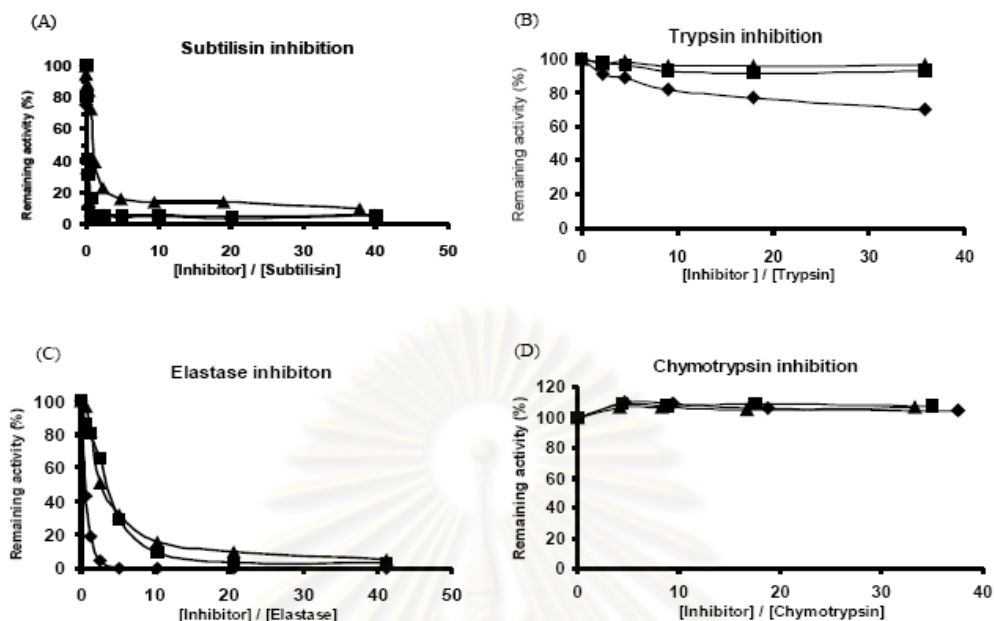 (A)
Subtilisin inhibition
Remaining activity (%)
100
80
60
40
20
0
0 10 20 30 40 50
[Inhibitor] / [Subtilisin]
(B)
Trypsin inhibition
Remaining activity (%)
100
80
60
40
20
0
0 10 20 30 40
[Inhibitor ] / [Trypsin]
(C)
Elastase inhibiton
Remaining activity (%)
100
80
60
40
20
0
0 10 20 30 40 50
[Inhibitor] / [Elastase]
(D)
Chymotrypsin inhibition
Remaining activity (%)
120
100
80
60
40
20
0
0 10 20 30 40
[Inhibitor] / [Chymotrypsin]